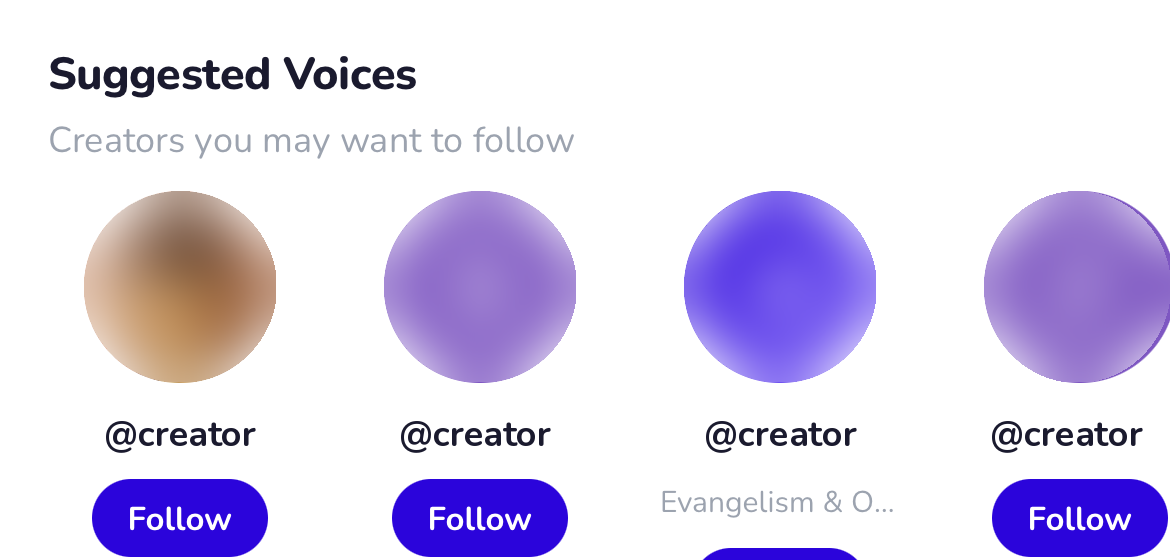 Suggested Voices
Creators you may want to follow
@creator @creator @creator @creator
Evangelism & O...
Follow Follow Follow